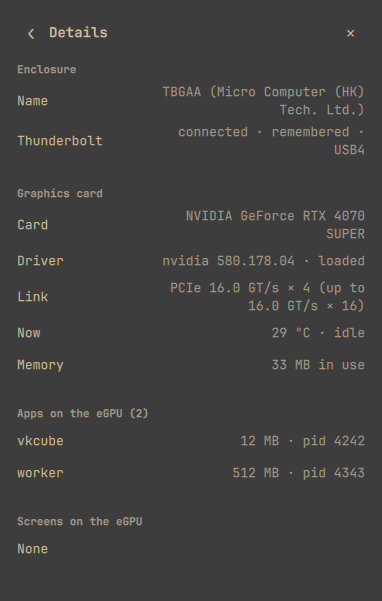 ‹ Details ×
Enclosure
Name TBGAA (Micro Computer (HK)
Tech. Ltd.)
Thunderbolt connected · remembered ·
USB4
Graphics card
Card NVIDIA GeForce RTX 4070
SUPER
Driver nvidia 580.178.04 · loaded
Link PCIe 16.0 GT/s × 4 (up to
16.0 GT/s × 16)
Now 29 °C · idle
Memory 33 MB in use
Apps on the eGPU (2)
vkcube 12 MB · pid 4242
worker 512 MB · pid 4343
Screens on the eGPU
None